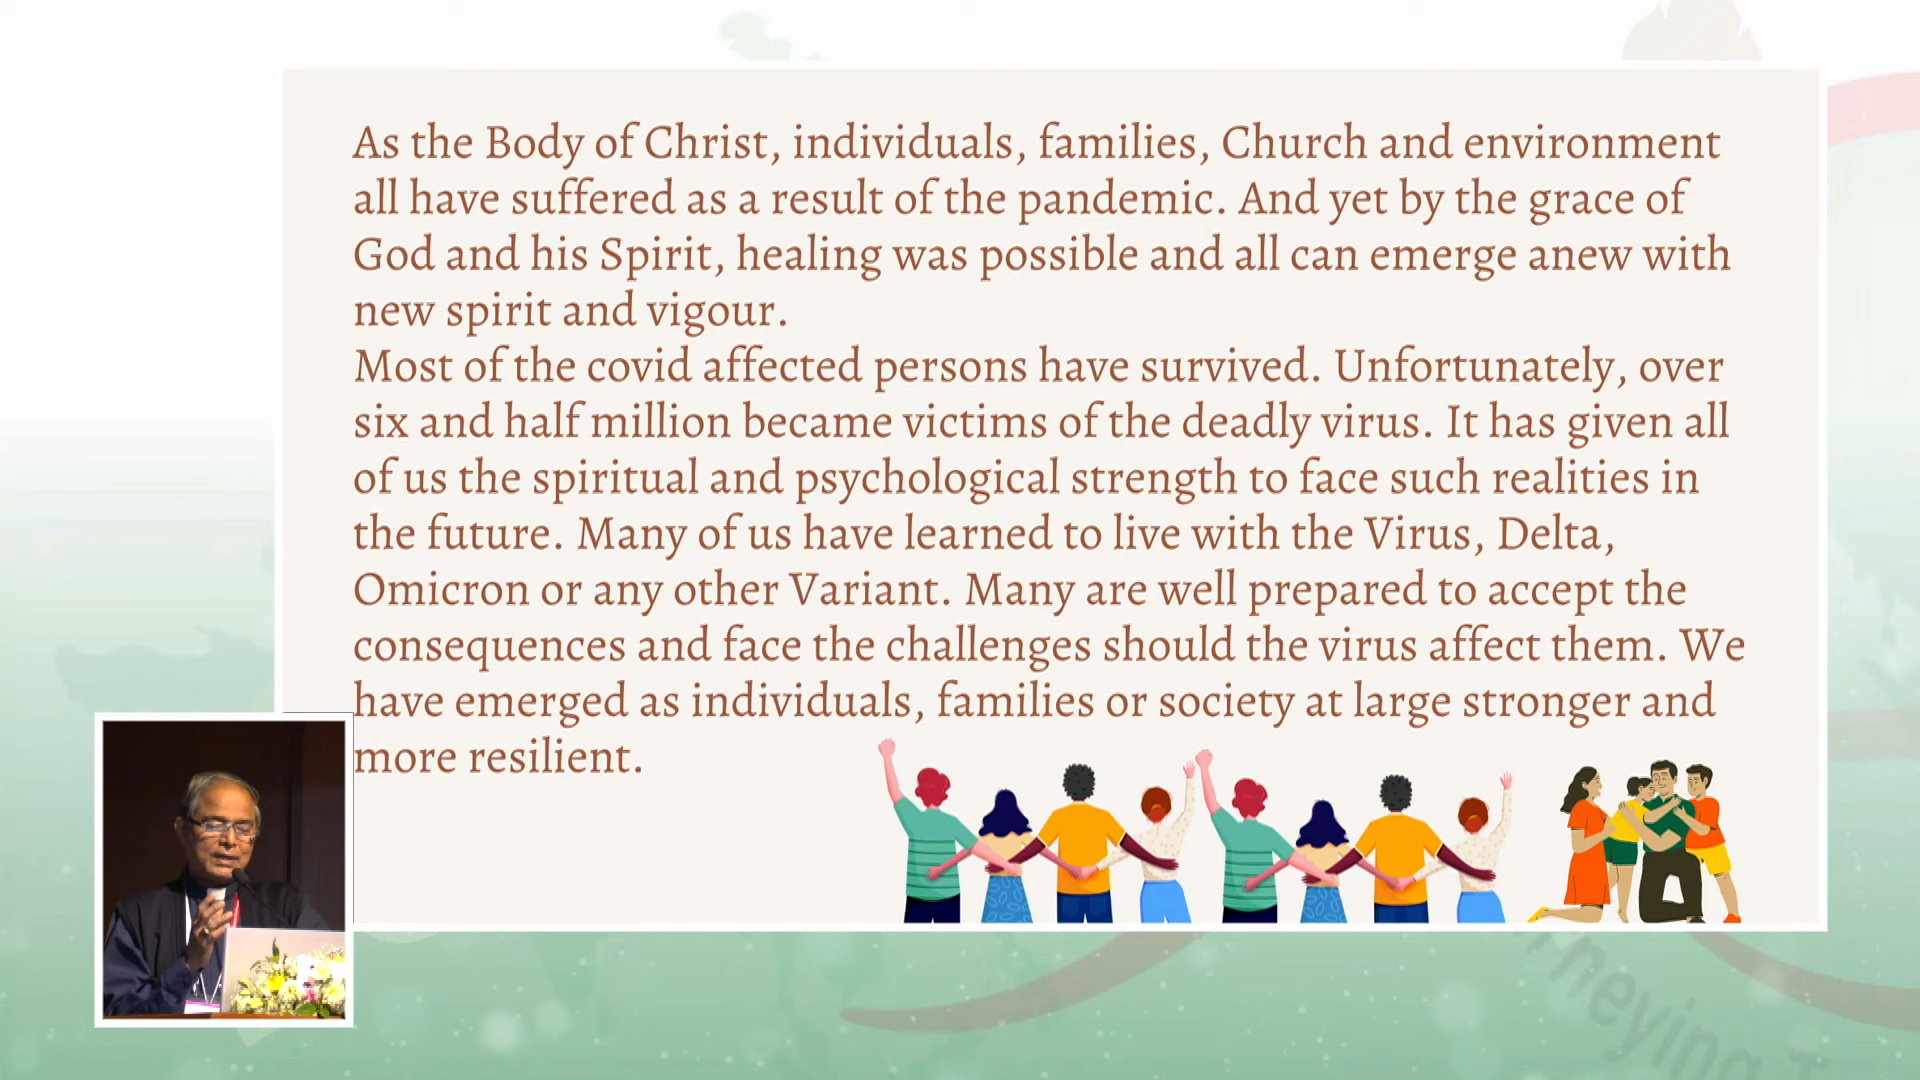 As the Body of Christ, individuals, families, Church and environment
all have suffered as a result of the pandemic. And yet by the grace of
God and his Spirit, healing was possible and all can emerge anew with
new spirit and vigour.
Most of the covid affected persons have survived. Unfortunately, over
six and half million became victims of the deadly virus. It has given all
of us the spiritual and psychological strength to face such realities in
the future. Many of us have learned to live with the Virus, Delta,
Omicron or any other Variant. Many are well prepared to accept the
consequences and face the challenges should the virus affect them. We
have emerged as individuals, families or society at large stronger and
more resilient.